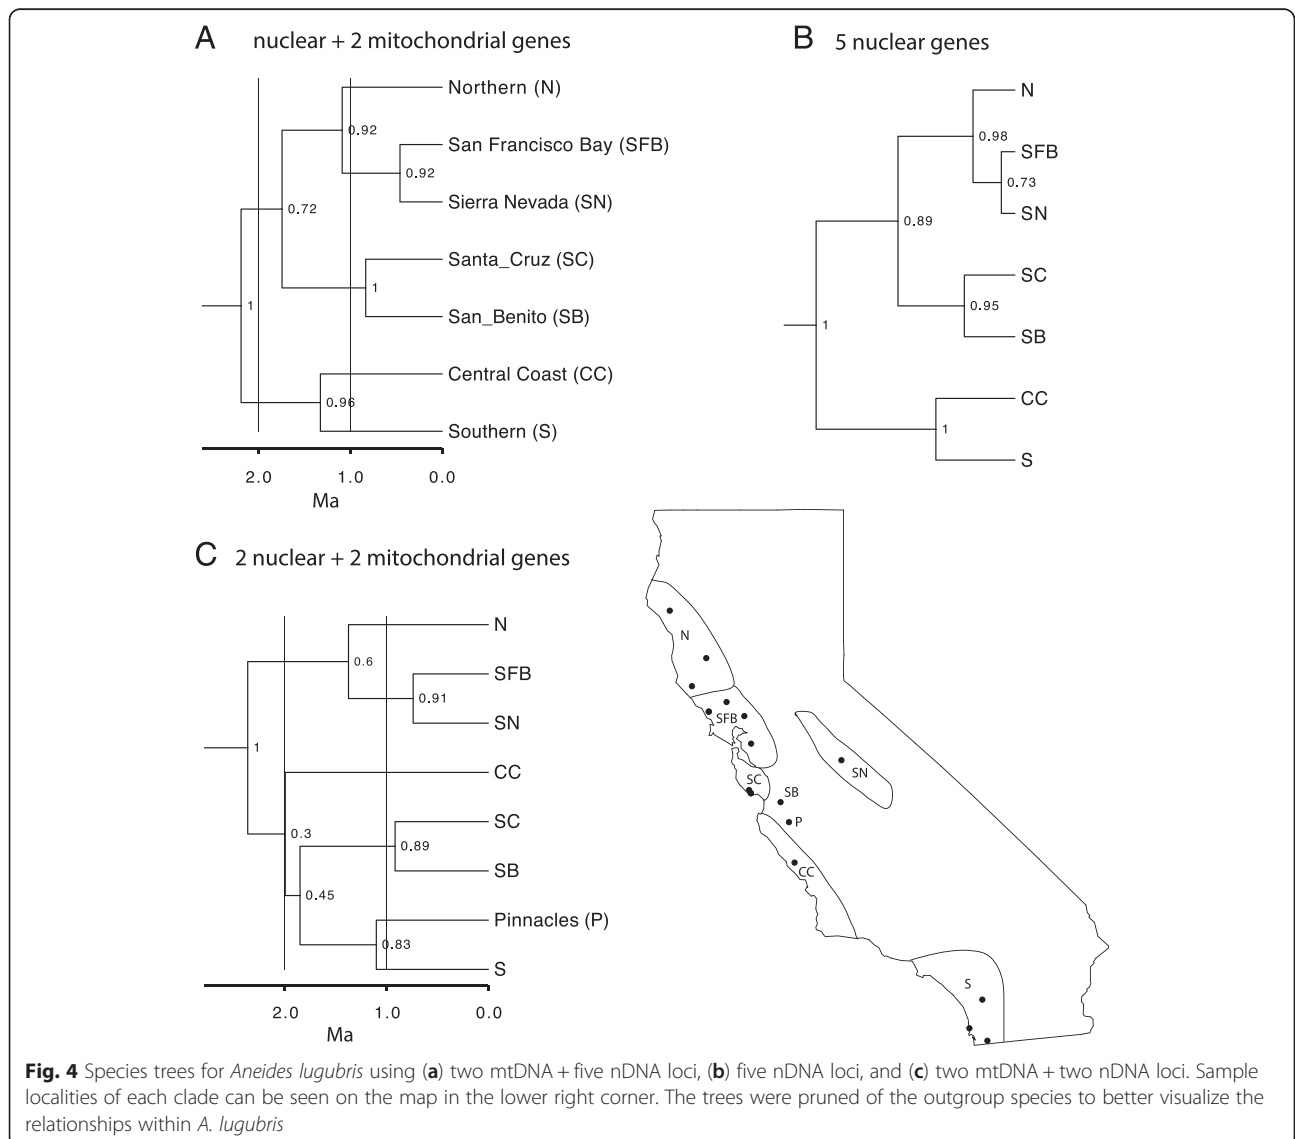 A nuclear + 2 mitochondrial genes
Northern (N)
0.92
San Francisco Bay (SFB)
0.92
Sierra Nevada (SN)
0.72
Santa_Cruz (SC)
1
San_Benito (SB)
1
Central Coast (CC)
0.96
Southern (S)
2.0 1.0 0.0
Ma
B 5 nuclear genes
N
0.98
SFB
0.73
SN
0.89
SC
0.95
SB
1
CC
1
S
C 2 nuclear + 2 mitochondrial genes
N
0.6
SFB
0.91
SN
1
CC
0.3
SC
0.89
SB
0.45
Pinnacles (P)
0.83
S
2.0 1.0 0.0
Ma
N
SFB
SC
SN
SB
P
CC
S
Fig. 4 Species trees for Aneides lugubris using (a) two mtDNA + five nDNA loci, (b) five nDNA loci, and (c) two mtDNA + two nDNA loci. Sample
localities of each clade can be seen on the map in the lower right corner. The trees were pruned of the outgroup species to better visualize the
relationships within A. lugubris